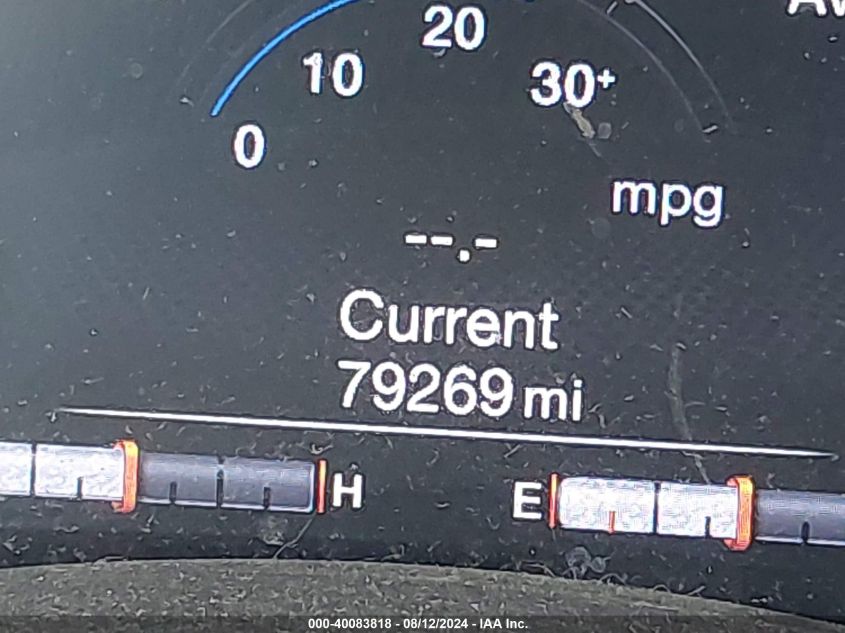 20
10
30+
0
mpg
--.-
Current
79269 mi
H
E
000-40083818 - 08/12/2024 - IAA Inc.